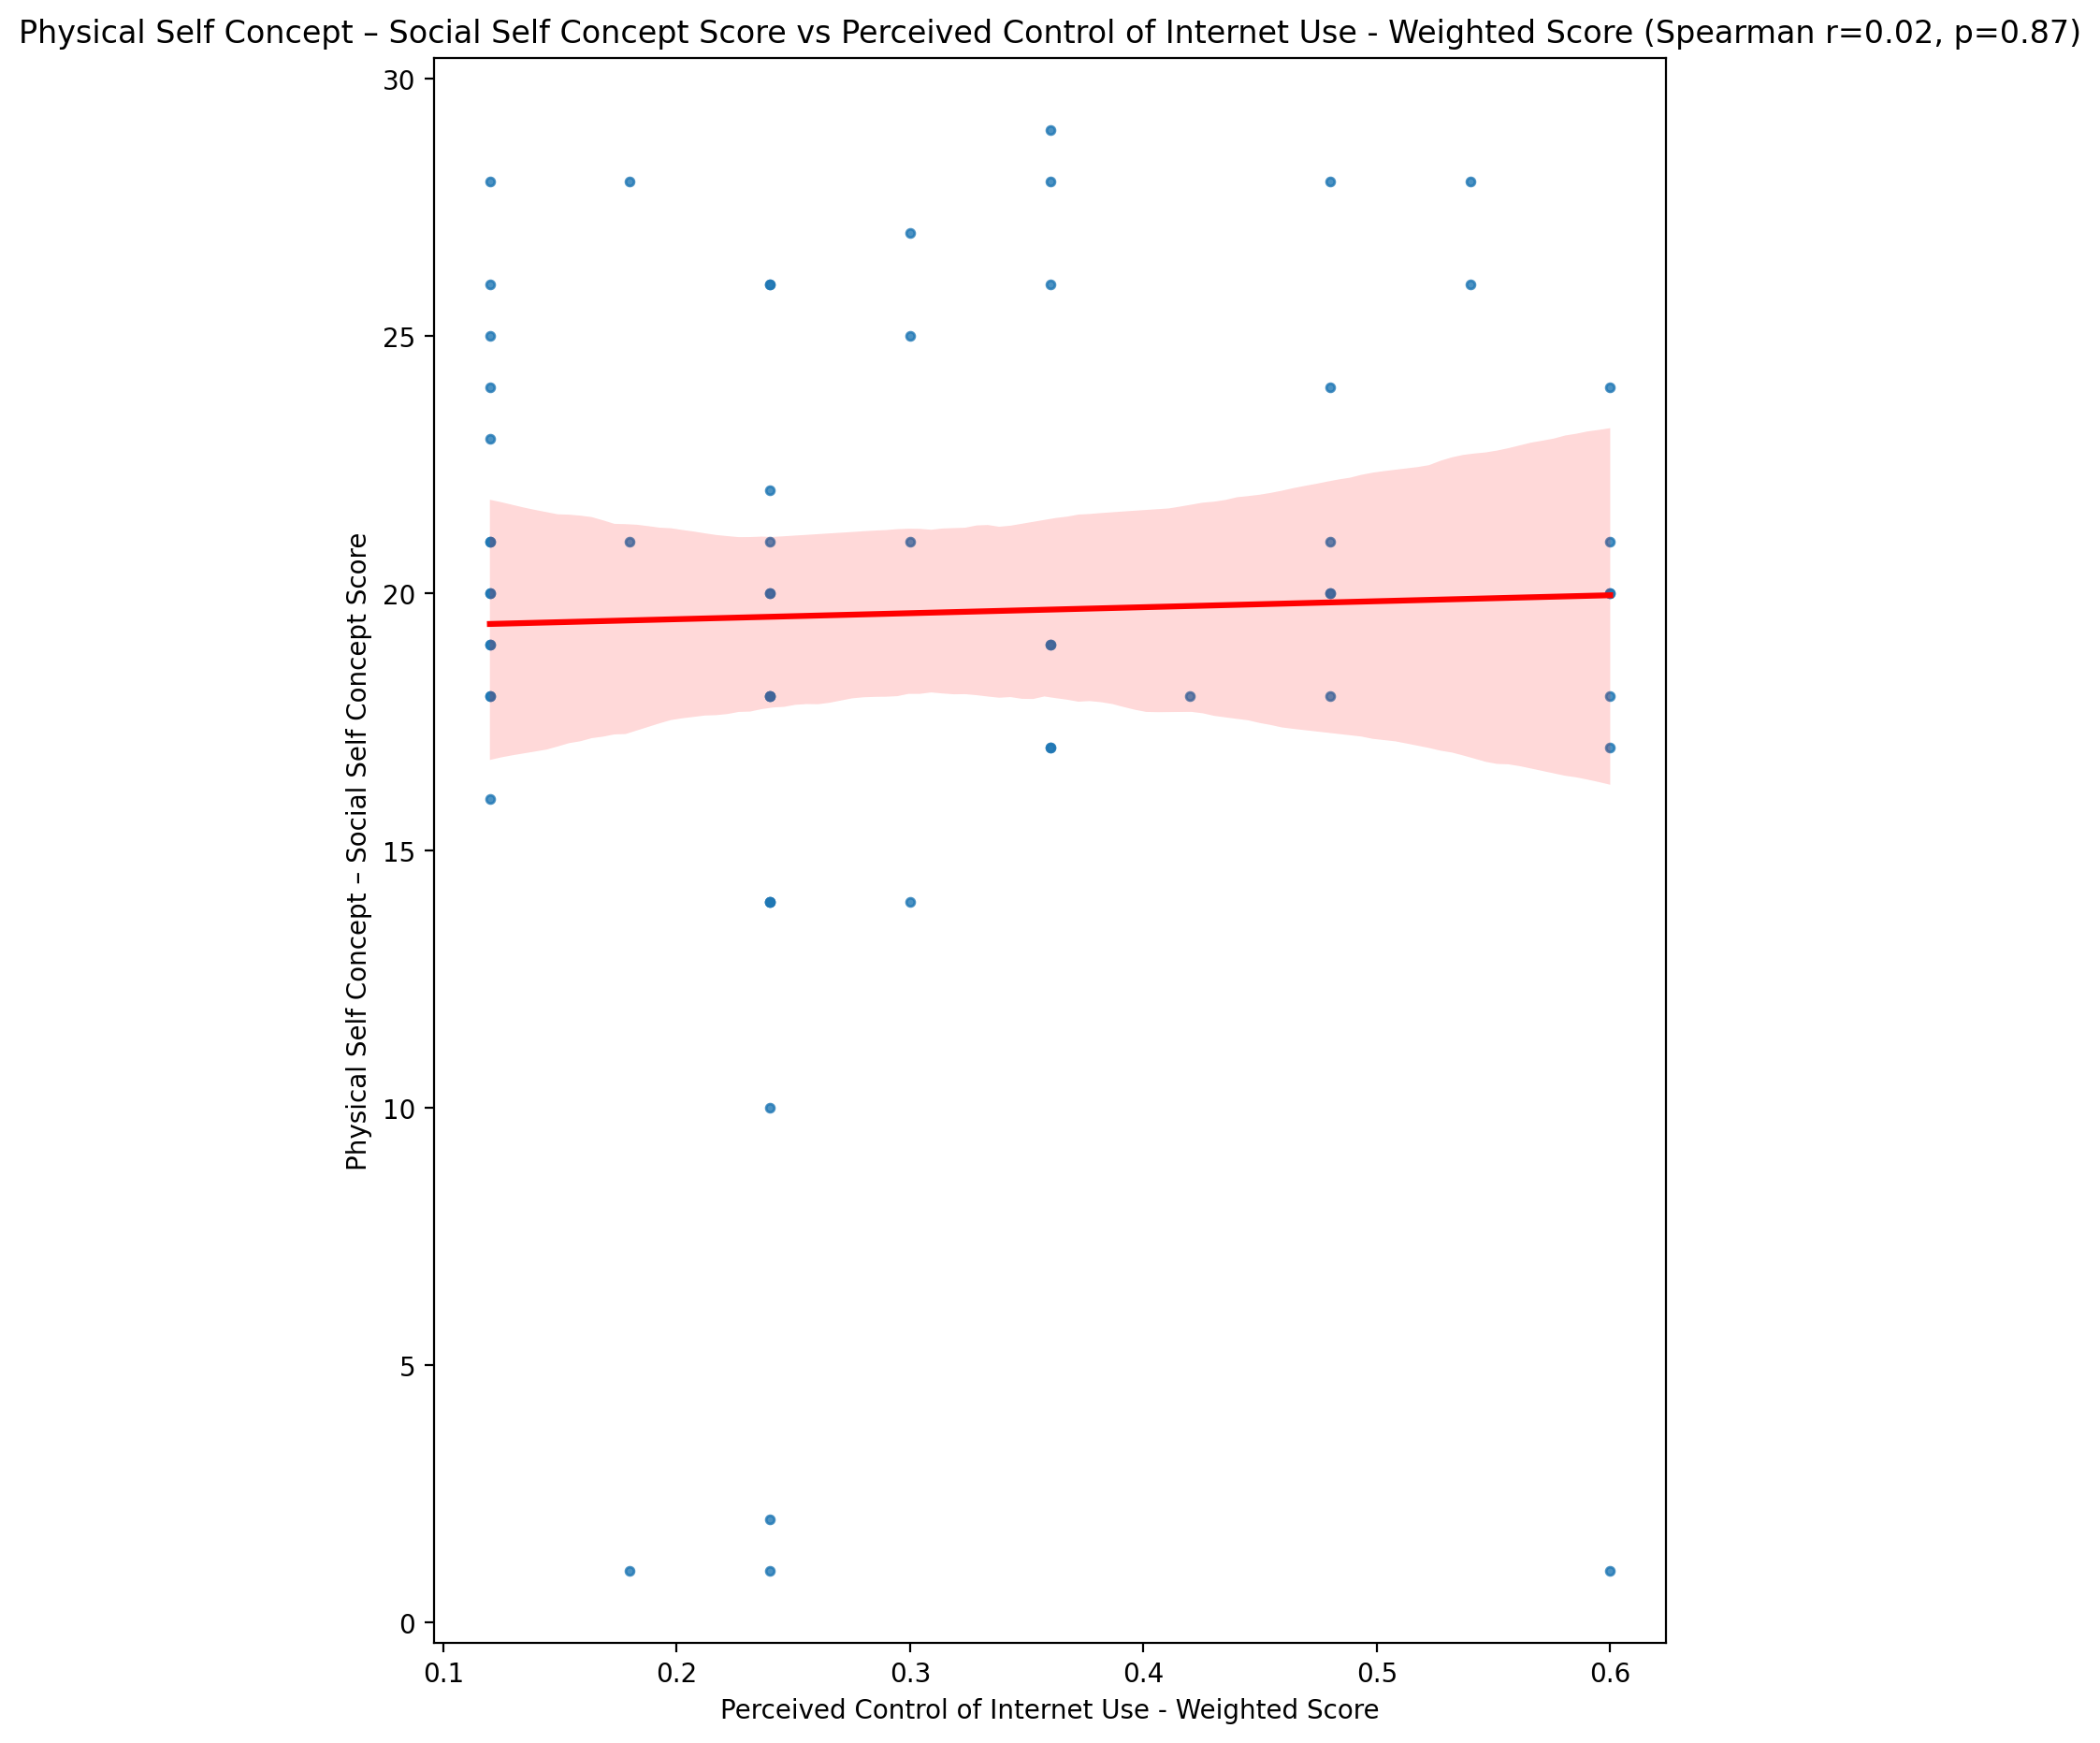 Physical Self Concept – Social Self Concept Score vs Perceived Control of Internet Use - Weighted Score (Spearman r=0.02, p=0.87)
Physical Self Concept – Social Self Concept Score
30
25
20
15
10
5
0
0.1 0.2 0.3 0.4 0.5 0.6
Perceived Control of Internet Use - Weighted Score